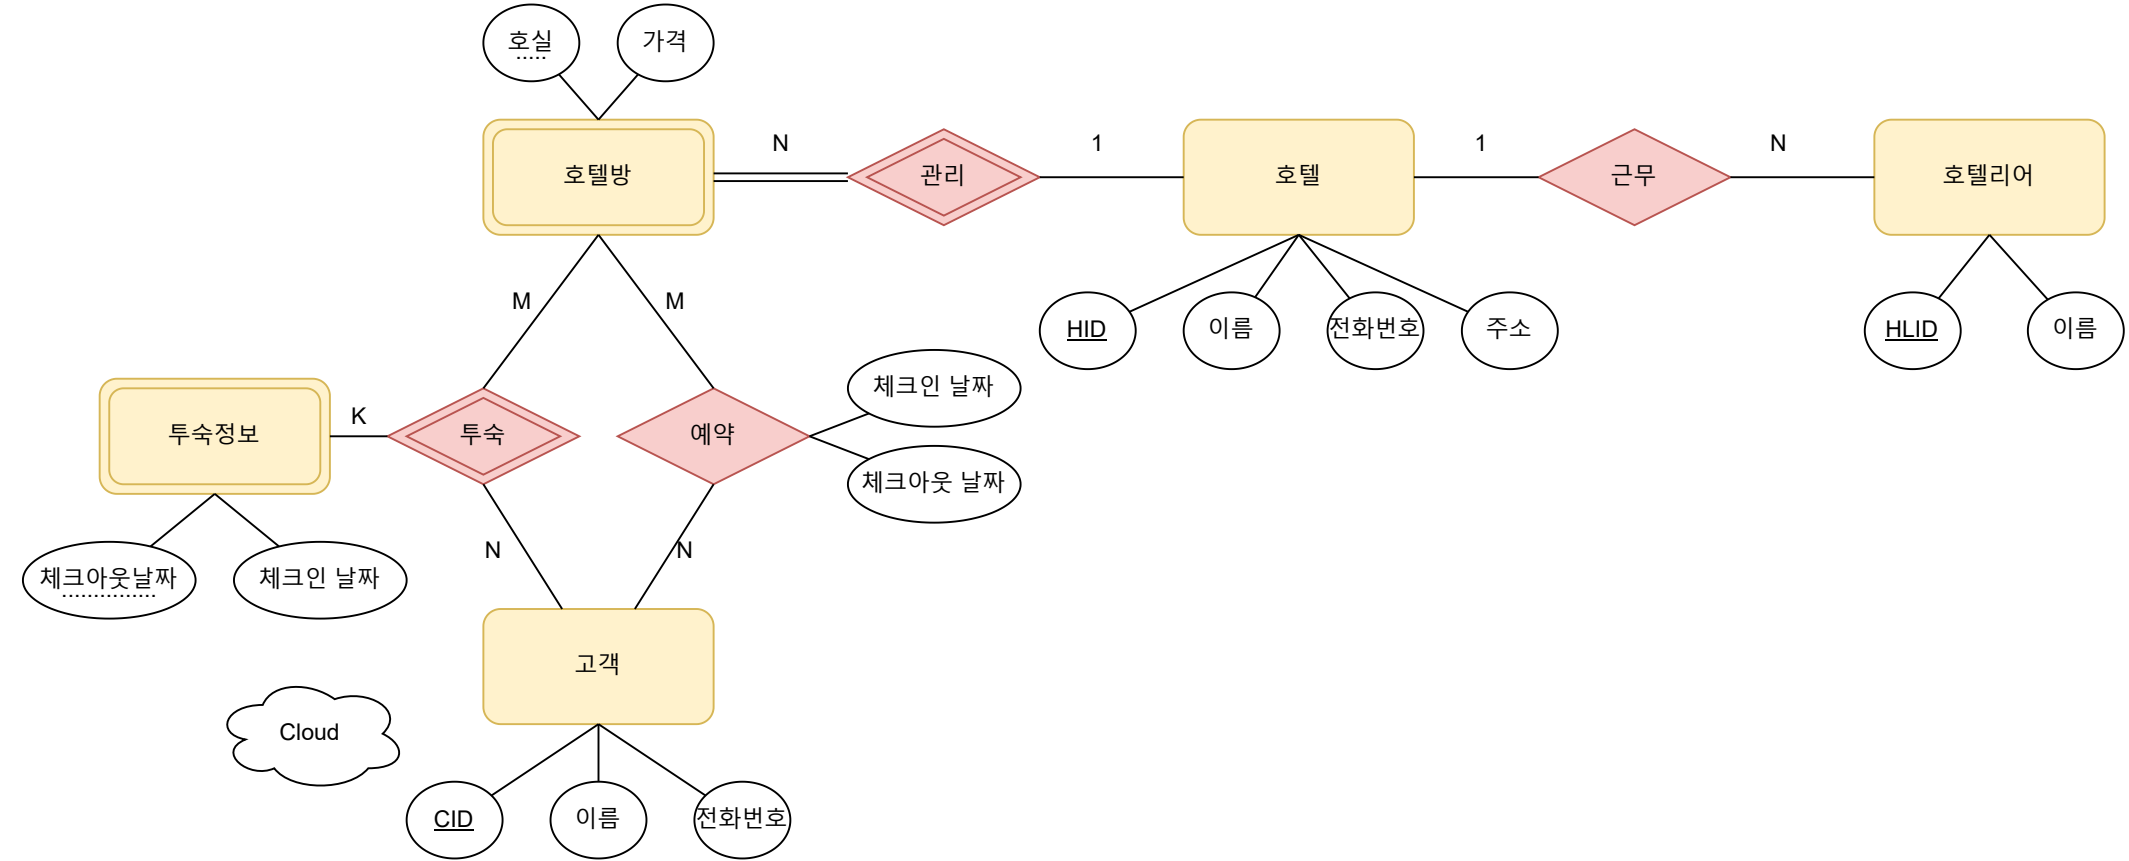 호실
가격
호텔방
N
관리
1
호텔
1
근무
N
호텔리어
M
M
HID
이름
전화번호
주소
HLID
이름
체크인 날짜
투숙정보
K
투숙
예약
체크아웃 날짜
N
N
체크아웃날짜
체크인 날짜
고객
Cloud
CID
이름
전화번호